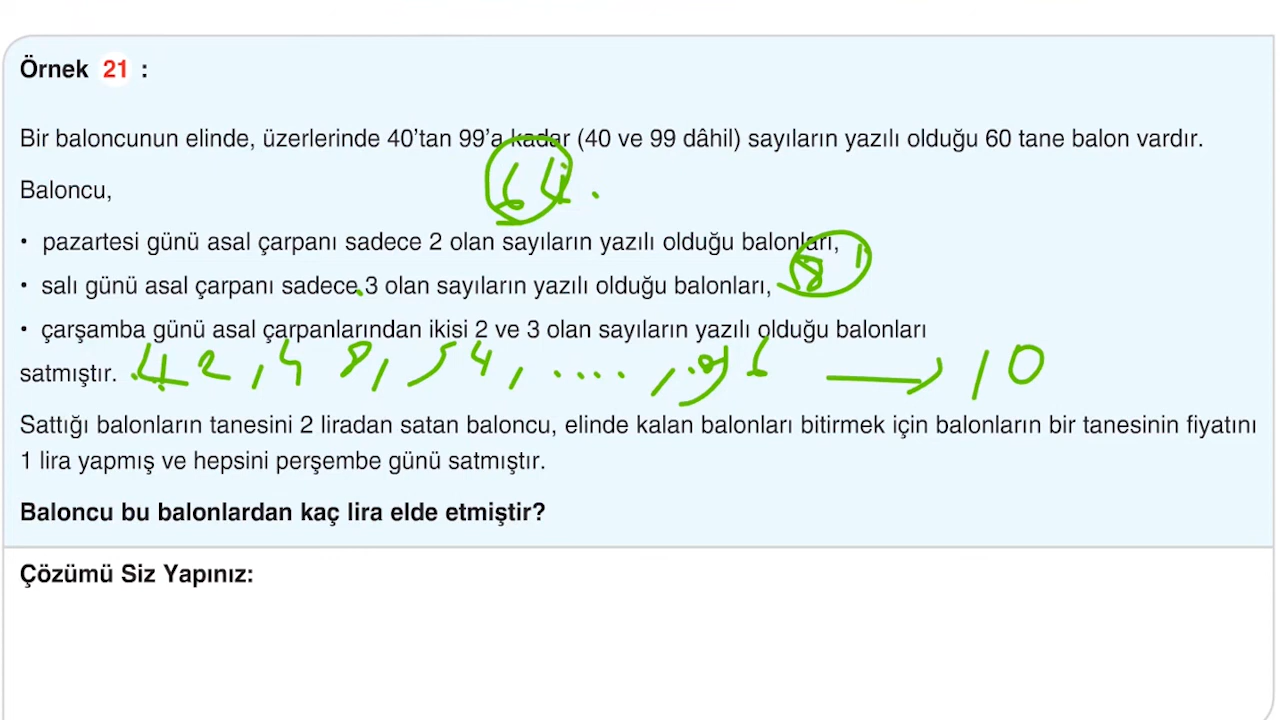 Örnek 21 :
Bir baloncunun elinde, üzerlerinde 40’tan 99’a kadar (40 ve 99 dâhil) sayıların yazılı olduğu 60 tane balon vardır.
64.
Baloncu,
• pazartesi günü asal çarpanı sadece 2 olan sayıların yazılı olduğu balonları,
• salı günü asal çarpanı sadece 3 olan sayıların yazılı olduğu balonları, 81
• çarşamba günü asal çarpanlarından ikisi 2 ve 3 olan sayıların yazılı olduğu balonları
satmıştır. 42, 48, 54, ...., 96 → 10
Sattığı balonların tanesini 2 liradan satan baloncu, elinde kalan balonları bitirmek için balonların bir tanesinin fiyatını
1 lira yapmış ve hepsini perşembe günü satmıştır.
Baloncu bu balonlardan kaç lira elde etmiştir?
Çözümü Siz Yapınız: